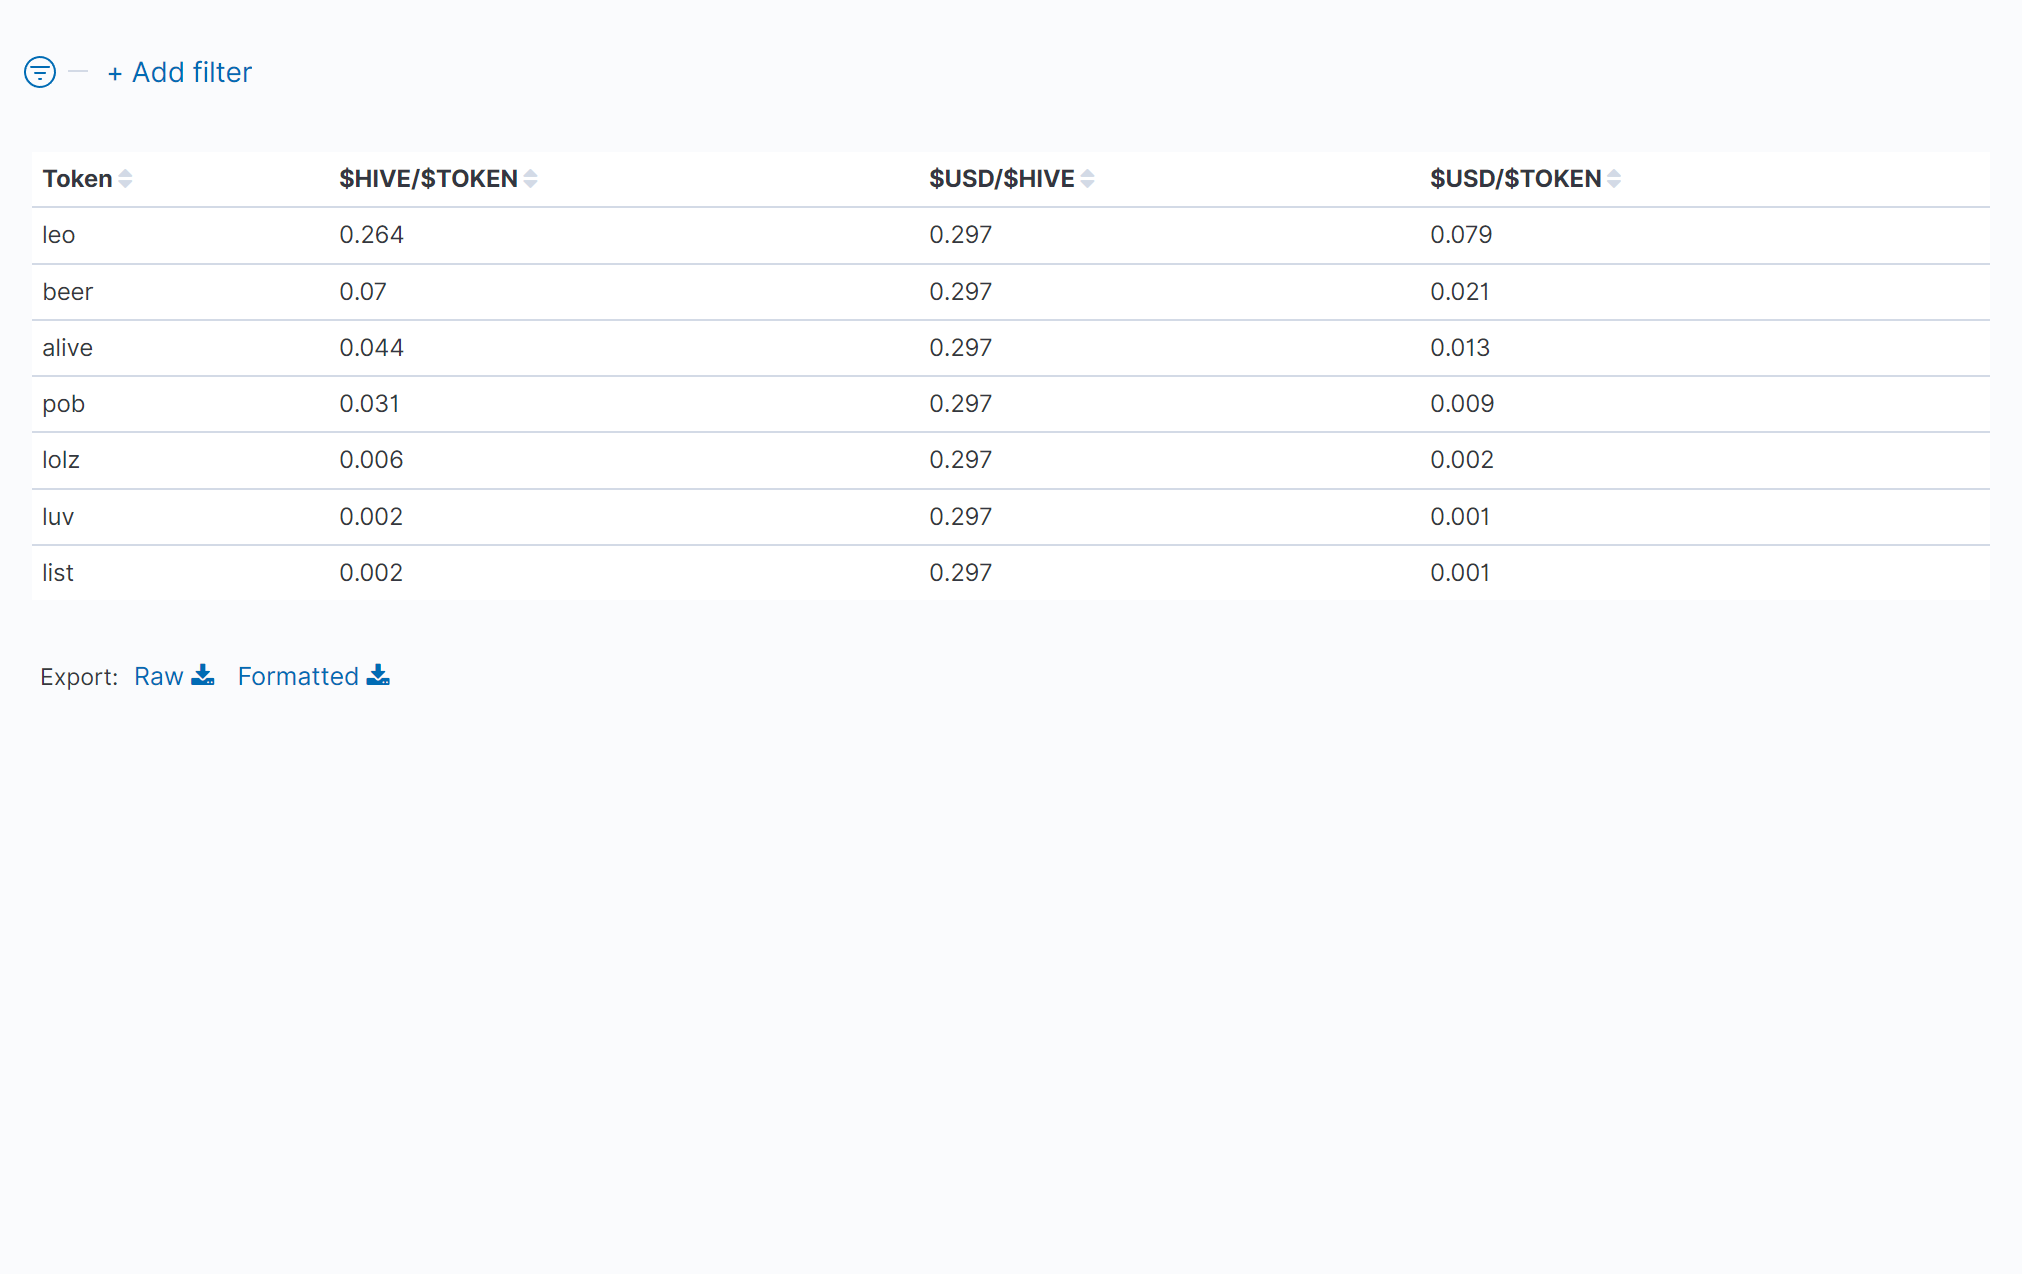 + Add filter
Token $HIVE/$TOKEN $USD/$HIVE $USD/$TOKEN
leo 0.264 0.297 0.079
beer 0.07 0.297 0.021
alive 0.044 0.297 0.013
pob 0.031 0.297 0.009
lolz 0.006 0.297 0.002
luv 0.002 0.297 0.001
list 0.002 0.297 0.001
Export: Raw Formatted